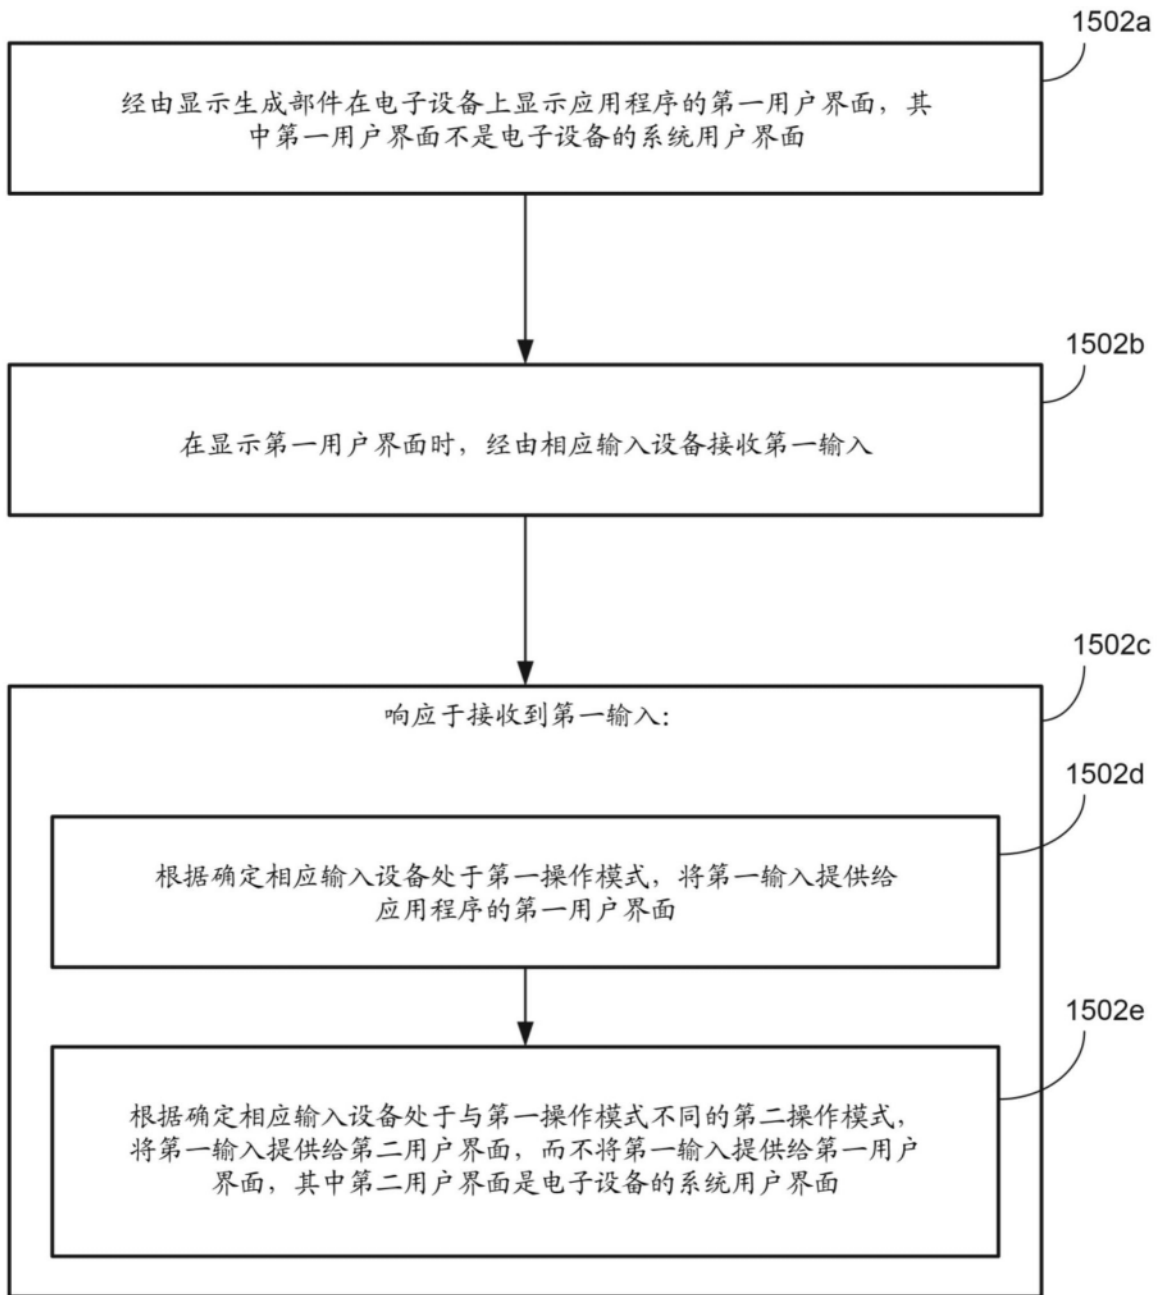 1502a
经由显示生成部件在电子设备上显示应用程序的第一用户界面，其
中第一用户界面不是电子设备的系统用户界面
1502b
在显示第一用户界面时，经由相应输入设备接收第一输入
1502c
响应于接收到第一输入：
1502d
根据确定相应输入设备处于第一操作模式，将第一输入提供给
应用程序的第一用户界面
1502e
根据确定相应输入设备处于与第一操作模式不同的第二操作模式，
将第一输入提供给第二用户界面，而不将第一输入提供给第一用户
界面，其中第二用户界面是电子设备的系统用户界面